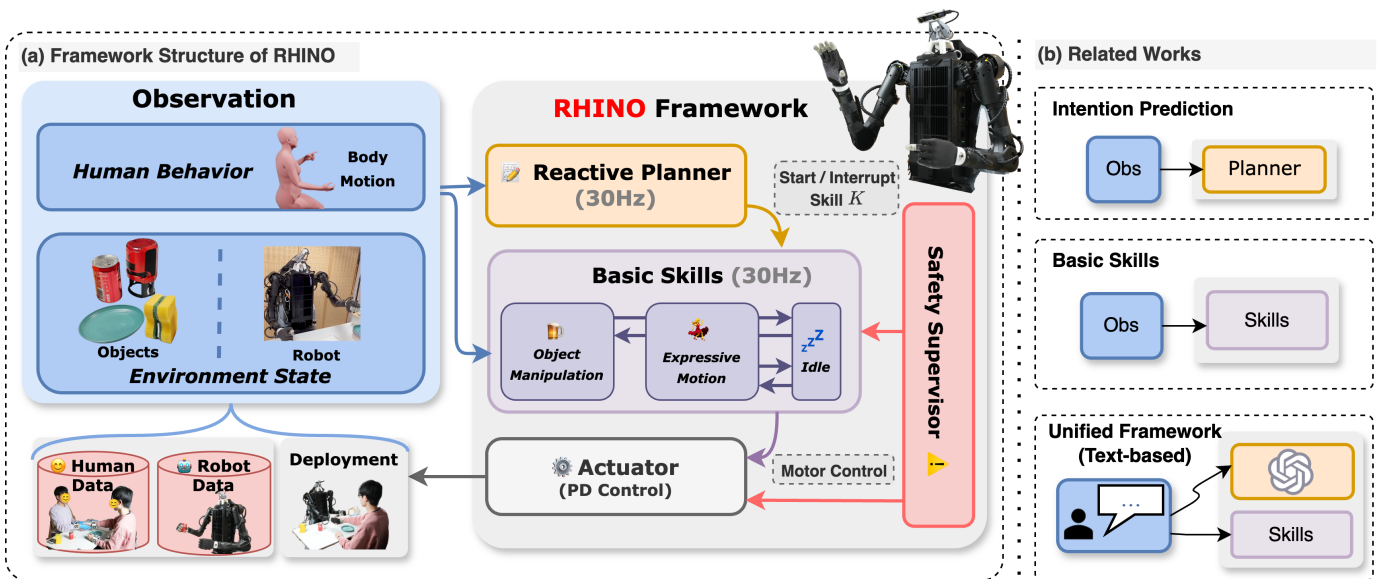 (a) Framework Structure of RHINO
Observation
Human Behavior
Body
Motion
Objects
Robot
Environment State
😊 Human
Data
🤖 Robot
Data
Deployment
RHINO Framework
📝 Reactive Planner
(30Hz)
Start / Interrupt
Skill K
Basic Skills (30Hz)
Object
Manipulation
Expressive
Motion
zZZ
Idle
Actuator
(PD Control)
Motor Control
Safety Supervisor
(b) Related Works
Intention Prediction
Obs
Planner
Basic Skills
Obs
Skills
Unified Framework
(Text-based)
...
Skills